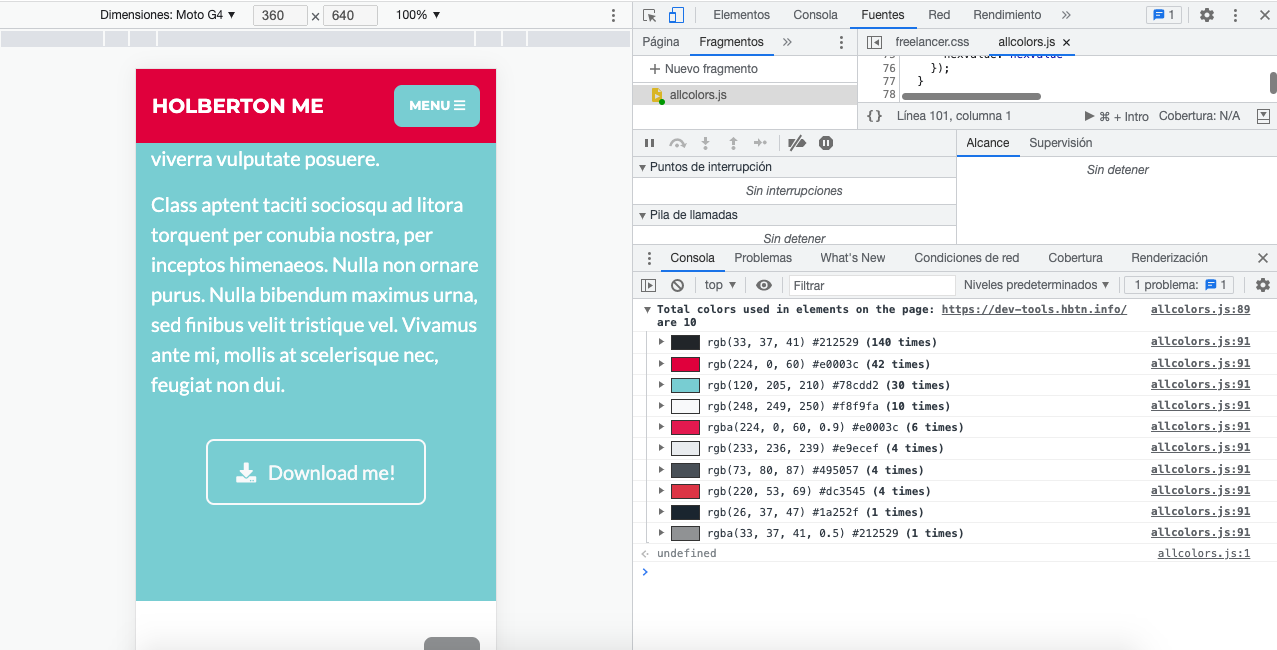 Dimensiones: Moto G4 ▼ 360 × 640 100% ▼
HOLBERTON ME
MENU
viverra vulputate posuere.
Class aptent taciti sociosqu ad litora
torquent per conubia nostra, per
inceptos himenaeos. Nulla non ornare
purus. Nulla bibendum maximus urna,
sed finibus velit tristique vel. Vivamus
ante mi, mollis at scelerisque nec,
feugiat non dui.
Download me!
Elementos Consola Fuentes Red Rendimiento » 1
Página Fragmentos »
+ Nuevo fragmento
allcolors.js
freelancer.css allcolors.js ×
76 });
77 }
78
{} Línea 101, columna 1 ▶ ⌘ + Intro Cobertura: N/A
▼ Puntos de interrupción
Sin interrupciones
▼ Pila de llamadas
Sin detener
Alcance Supervisión
Sin detener
Consola Problemas What's New Condiciones de red Cobertura Renderización
top ▼ Filtrar Niveles predeterminados ▼ 1 problema: 1
▼ Total colors used in elements on the page: https://dev-tools.hbtn.info/ allcolors.js:89
are 10
▶ rgb(33, 37, 41) #212529 (140 times) allcolors.js:91
▶ rgb(224, 0, 60) #e0003c (42 times) allcolors.js:91
▶ rgb(120, 205, 210) #78cdd2 (30 times) allcolors.js:91
▶ rgb(248, 249, 250) #f8f9fa (10 times) allcolors.js:91
▶ rgba(224, 0, 60, 0.9) #e0003c (6 times) allcolors.js:91
▶ rgb(233, 236, 239) #e9ecef (4 times) allcolors.js:91
▶ rgb(73, 80, 87) #495057 (4 times) allcolors.js:91
▶ rgb(220, 53, 69) #dc3545 (4 times) allcolors.js:91
▶ rgb(26, 37, 47) #1a252f (1 times) allcolors.js:91
▶ rgba(33, 37, 41, 0.5) #212529 (1 times) allcolors.js:91
undefined allcolors.js:1